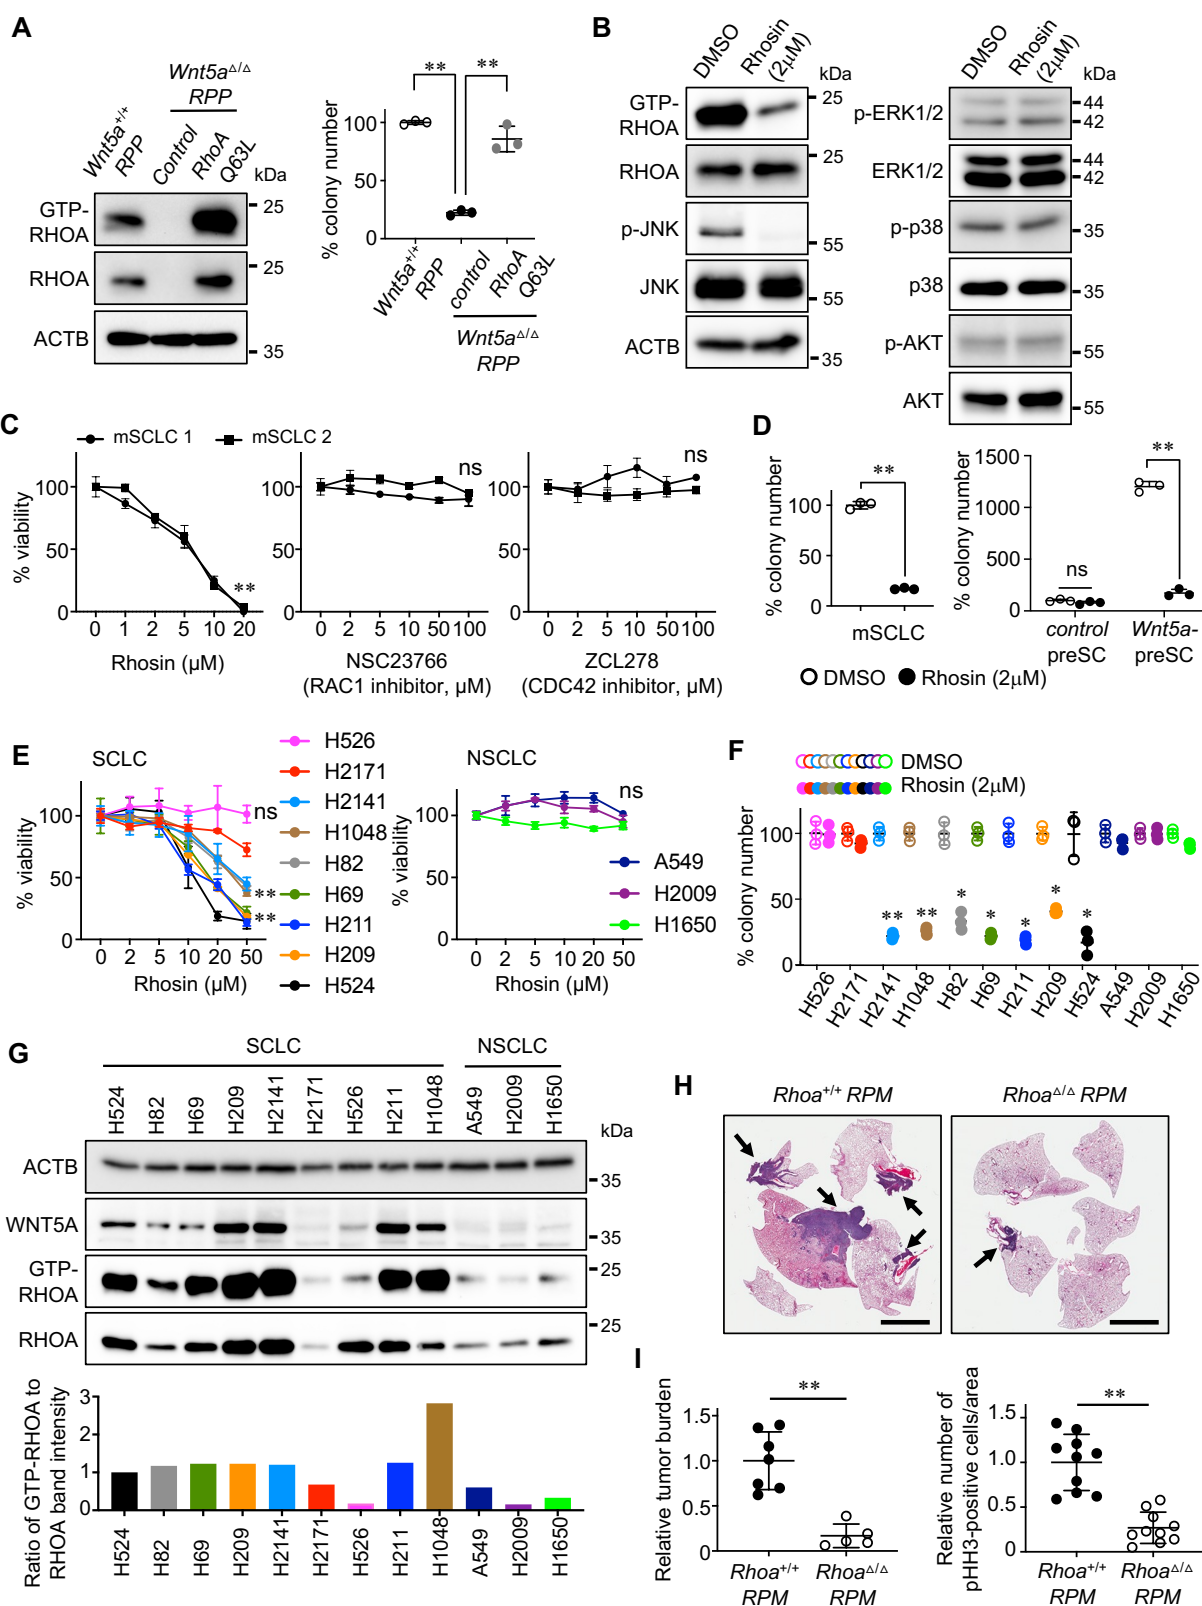 A
Wnt5a△/△
RPP
Wnt5a+/+
RPP
Control
RhoA
Q63L
kDa
GTP-
RHOA
25
RHOA
25
ACTB
35
% colony number
100
50
0
**
**
Wnt5a+/+
RPP
control
RhoA
Q63L
Wnt5a△/△
RPP
B
DMSO
Rhosin
(2μM)
kDa
GTP-
RHOA
25
RHOA
25
p-JNK
55
JNK
55
ACTB
35
DMSO
Rhosin
(2μM)
kDa
p-ERK1/2
44
42
ERK1/2
44
42
p-p38
35
p38
35
p-AKT
55
AKT
55
C
mSCLC 1
mSCLC 2
% viability
100
50
0
**
0 1 2 5 10 20
Rhosin (μM)
100
50
0
ns
0 2 5 10 50 100
NSC23766
(RAC1 inhibitor, μM)
100
50
0
ns
0 2 5 10 50 100
ZCL278
(CDC42 inhibitor, μM)
D
% colony number
100
50
0
**
mSCLC
% colony number
1500
1000
500
100
0
ns
**
control
preSC
Wnt5a-
preSC
DMSO
Rhosin (2μM)
E
SCLC
% viability
100
50
0
ns
**
**
0 2 5 10 20 50
Rhosin (μM)
H526
H2171
H2141
H1048
H82
H69
H211
H209
H524
NSCLC
% viability
100
50
0
ns
0 2 5 10 20 50
Rhosin (μM)
A549
H2009
H1650
F
DMSO
Rhosin (2μM)
% colony number
100
50
0
**
**
*
*
*
*
*
H526
H2171
H2141
H1048
H82
H69
H211
H209
H524
A549
H2009
H1650
G
SCLC
NSCLC
H524
H82
H69
H209
H2141
H2171
H526
H211
H1048
A549
H2009
H1650
kDa
ACTB
35
WNT5A
35
GTP-
RHOA
25
RHOA
25
Ratio of GTP-RHOA to
RHOA band intensity
3
2
1
0
H524
H82
H69
H209
H2141
H2171
H526
H211
H1048
A549
H2009
H1650
H
Rhoa+/+ RPM
Rhoa△/△ RPM
I
Relative tumor burden
1.5
1.0
0.5
0
**
Rhoa+/+
RPM
Rhoa△/△
RPM
Relative number of
pHH3-positive cells/area
1.5
1.0
0.5
0
**
Rhoa+/+
RPM
Rhoa△/△
RPM